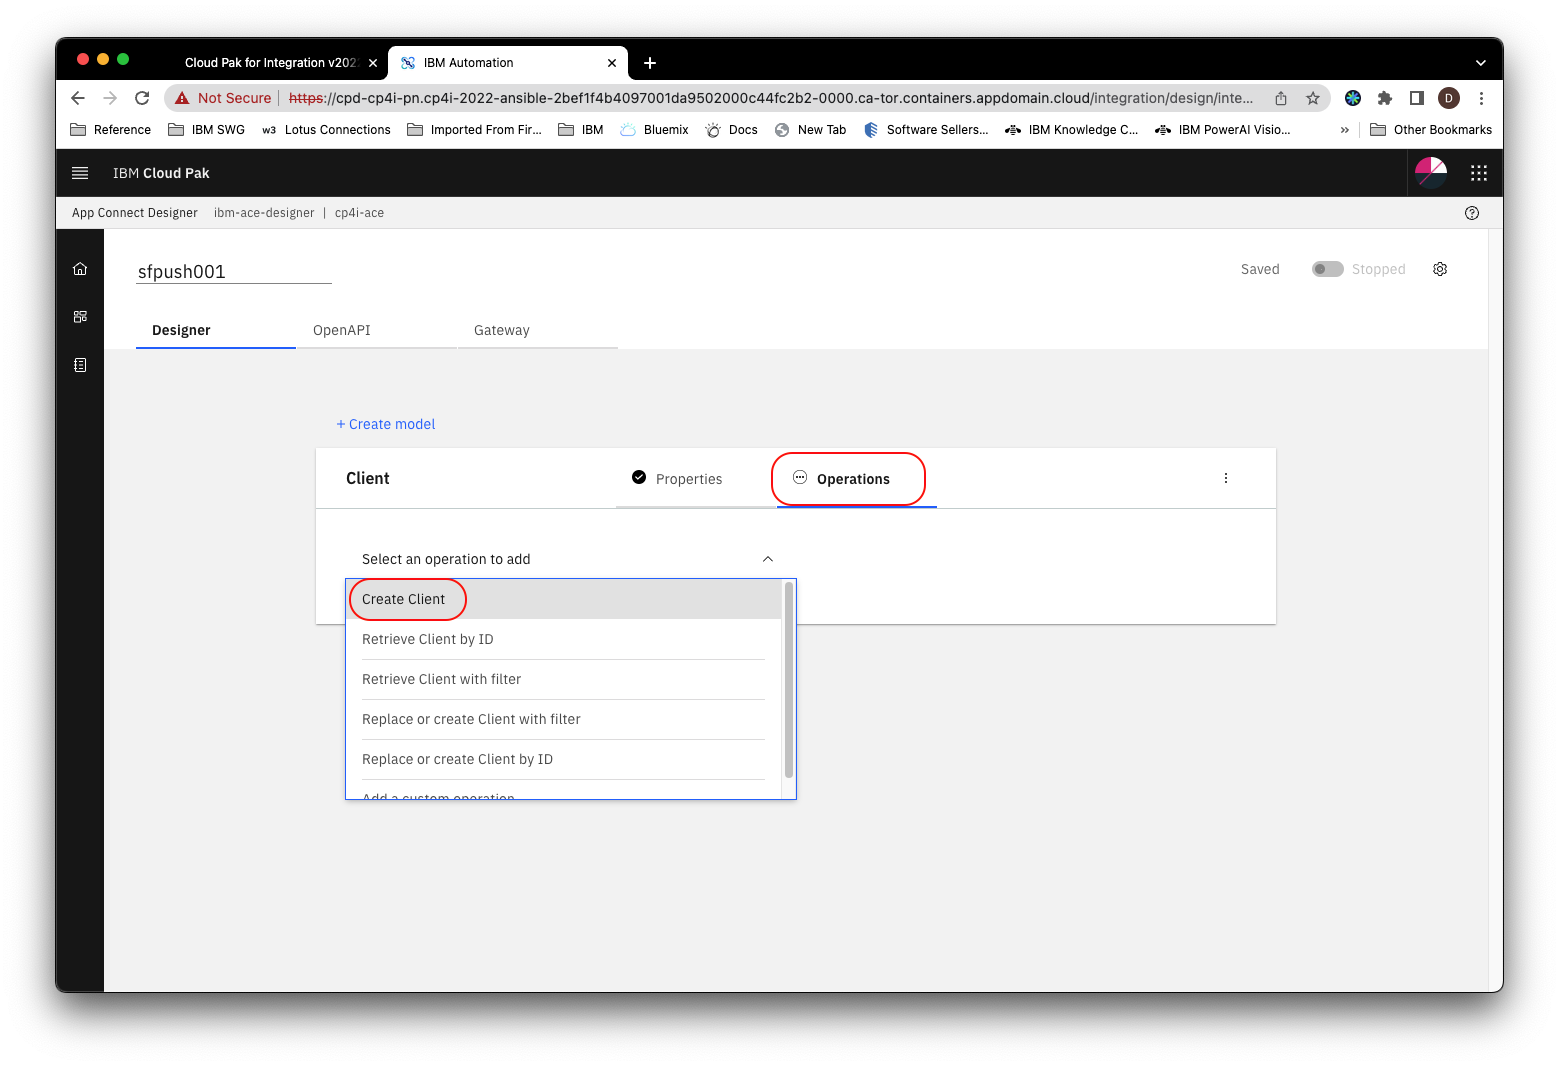 Cloud Pak for Integration v202
IBM Automation
Not Secure
https://cpd-cp4i-pn.cp4i-2022-ansible-2bef1f4b4097001da9502000c44fc2b2-0000.ca-tor.containers.appdomain.cloud/integration/design/inte...
D
Reference
IBM SWG
w3 Lotus Connections
Imported From Fir...
IBM
Bluemix
Docs
New Tab
Software Sellers...
IBM Knowledge C...
IBM PowerAI Visio...
»
Other Bookmarks
IBM Cloud Pak
App Connect Designer ibm-ace-designer | cp4i-ace
sfpush001
Saved
Stopped
Designer
OpenAPI
Gateway
+ Create model
Client
Properties
Operations
Select an operation to add
Create Client
Retrieve Client by ID
Retrieve Client with filter
Replace or create Client with filter
Replace or create Client by ID
Add a custom operation